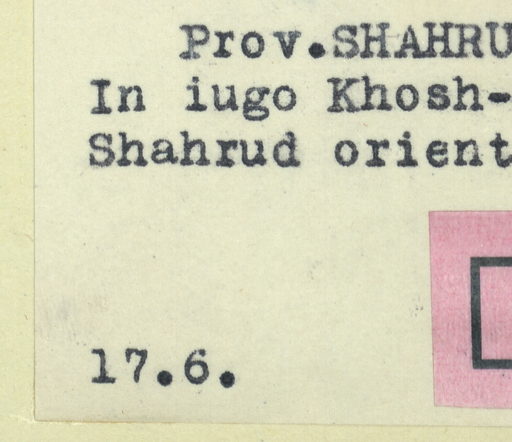 Prov.SHAHRU
In iugo Khosh-
Shahrud orient
17.6.